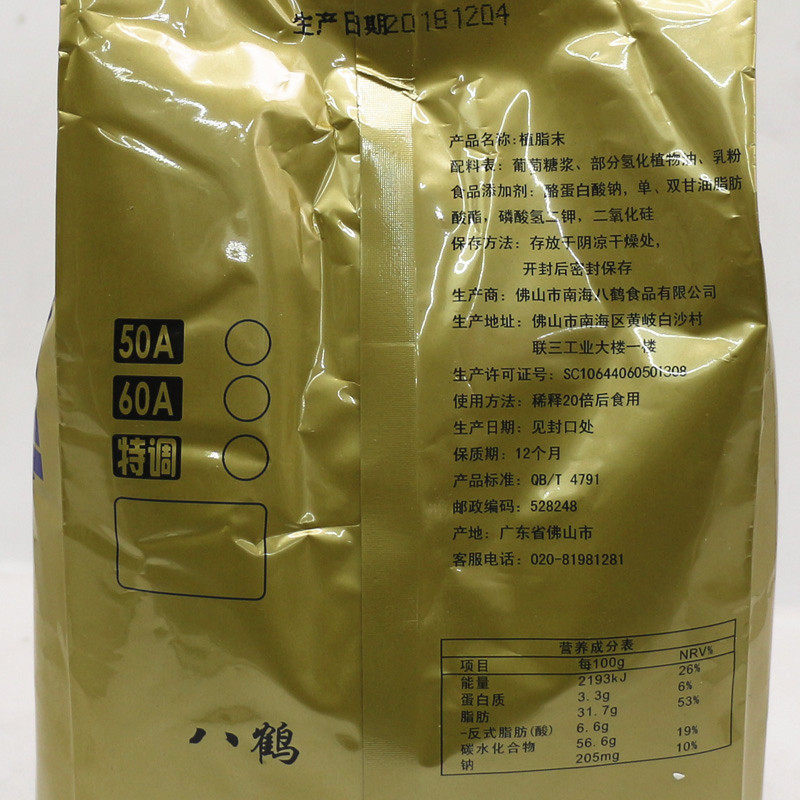 生产日期20181204
产品名称:植脂末
配料表: 葡萄糖浆、部分氢化植物油、乳粉
食品添加剂: 酪蛋白酸钠, 单、双甘油脂肪
酸酯, 磷酸氢二钾, 二氧化硅
保存方法: 存放于阴凉干燥处,
开封后密封保存
生产商: 佛山市南海八鹤食品有限公司
生产地址: 佛山市南海区黄岐白沙村
联三工业大楼一楼
生产许可证号: SC10644060501308
使用方法: 稀释20倍后食用
生产日期: 见封口处
保质期: 12个月
产品标准: QB/T 4791
邮政编码: 528248
产地: 广东省佛山市
客服电话: 020-81981281
50A
60A
特调
营养成分表
项目 每100g NRV%
能量 2193kJ 26%
蛋白质 3.3g 6%
脂肪 31.7g 53%
-反式脂肪(酸) 6.6g
碳水化合物 56.6g 19%
钠 205mg 10%
八鹤